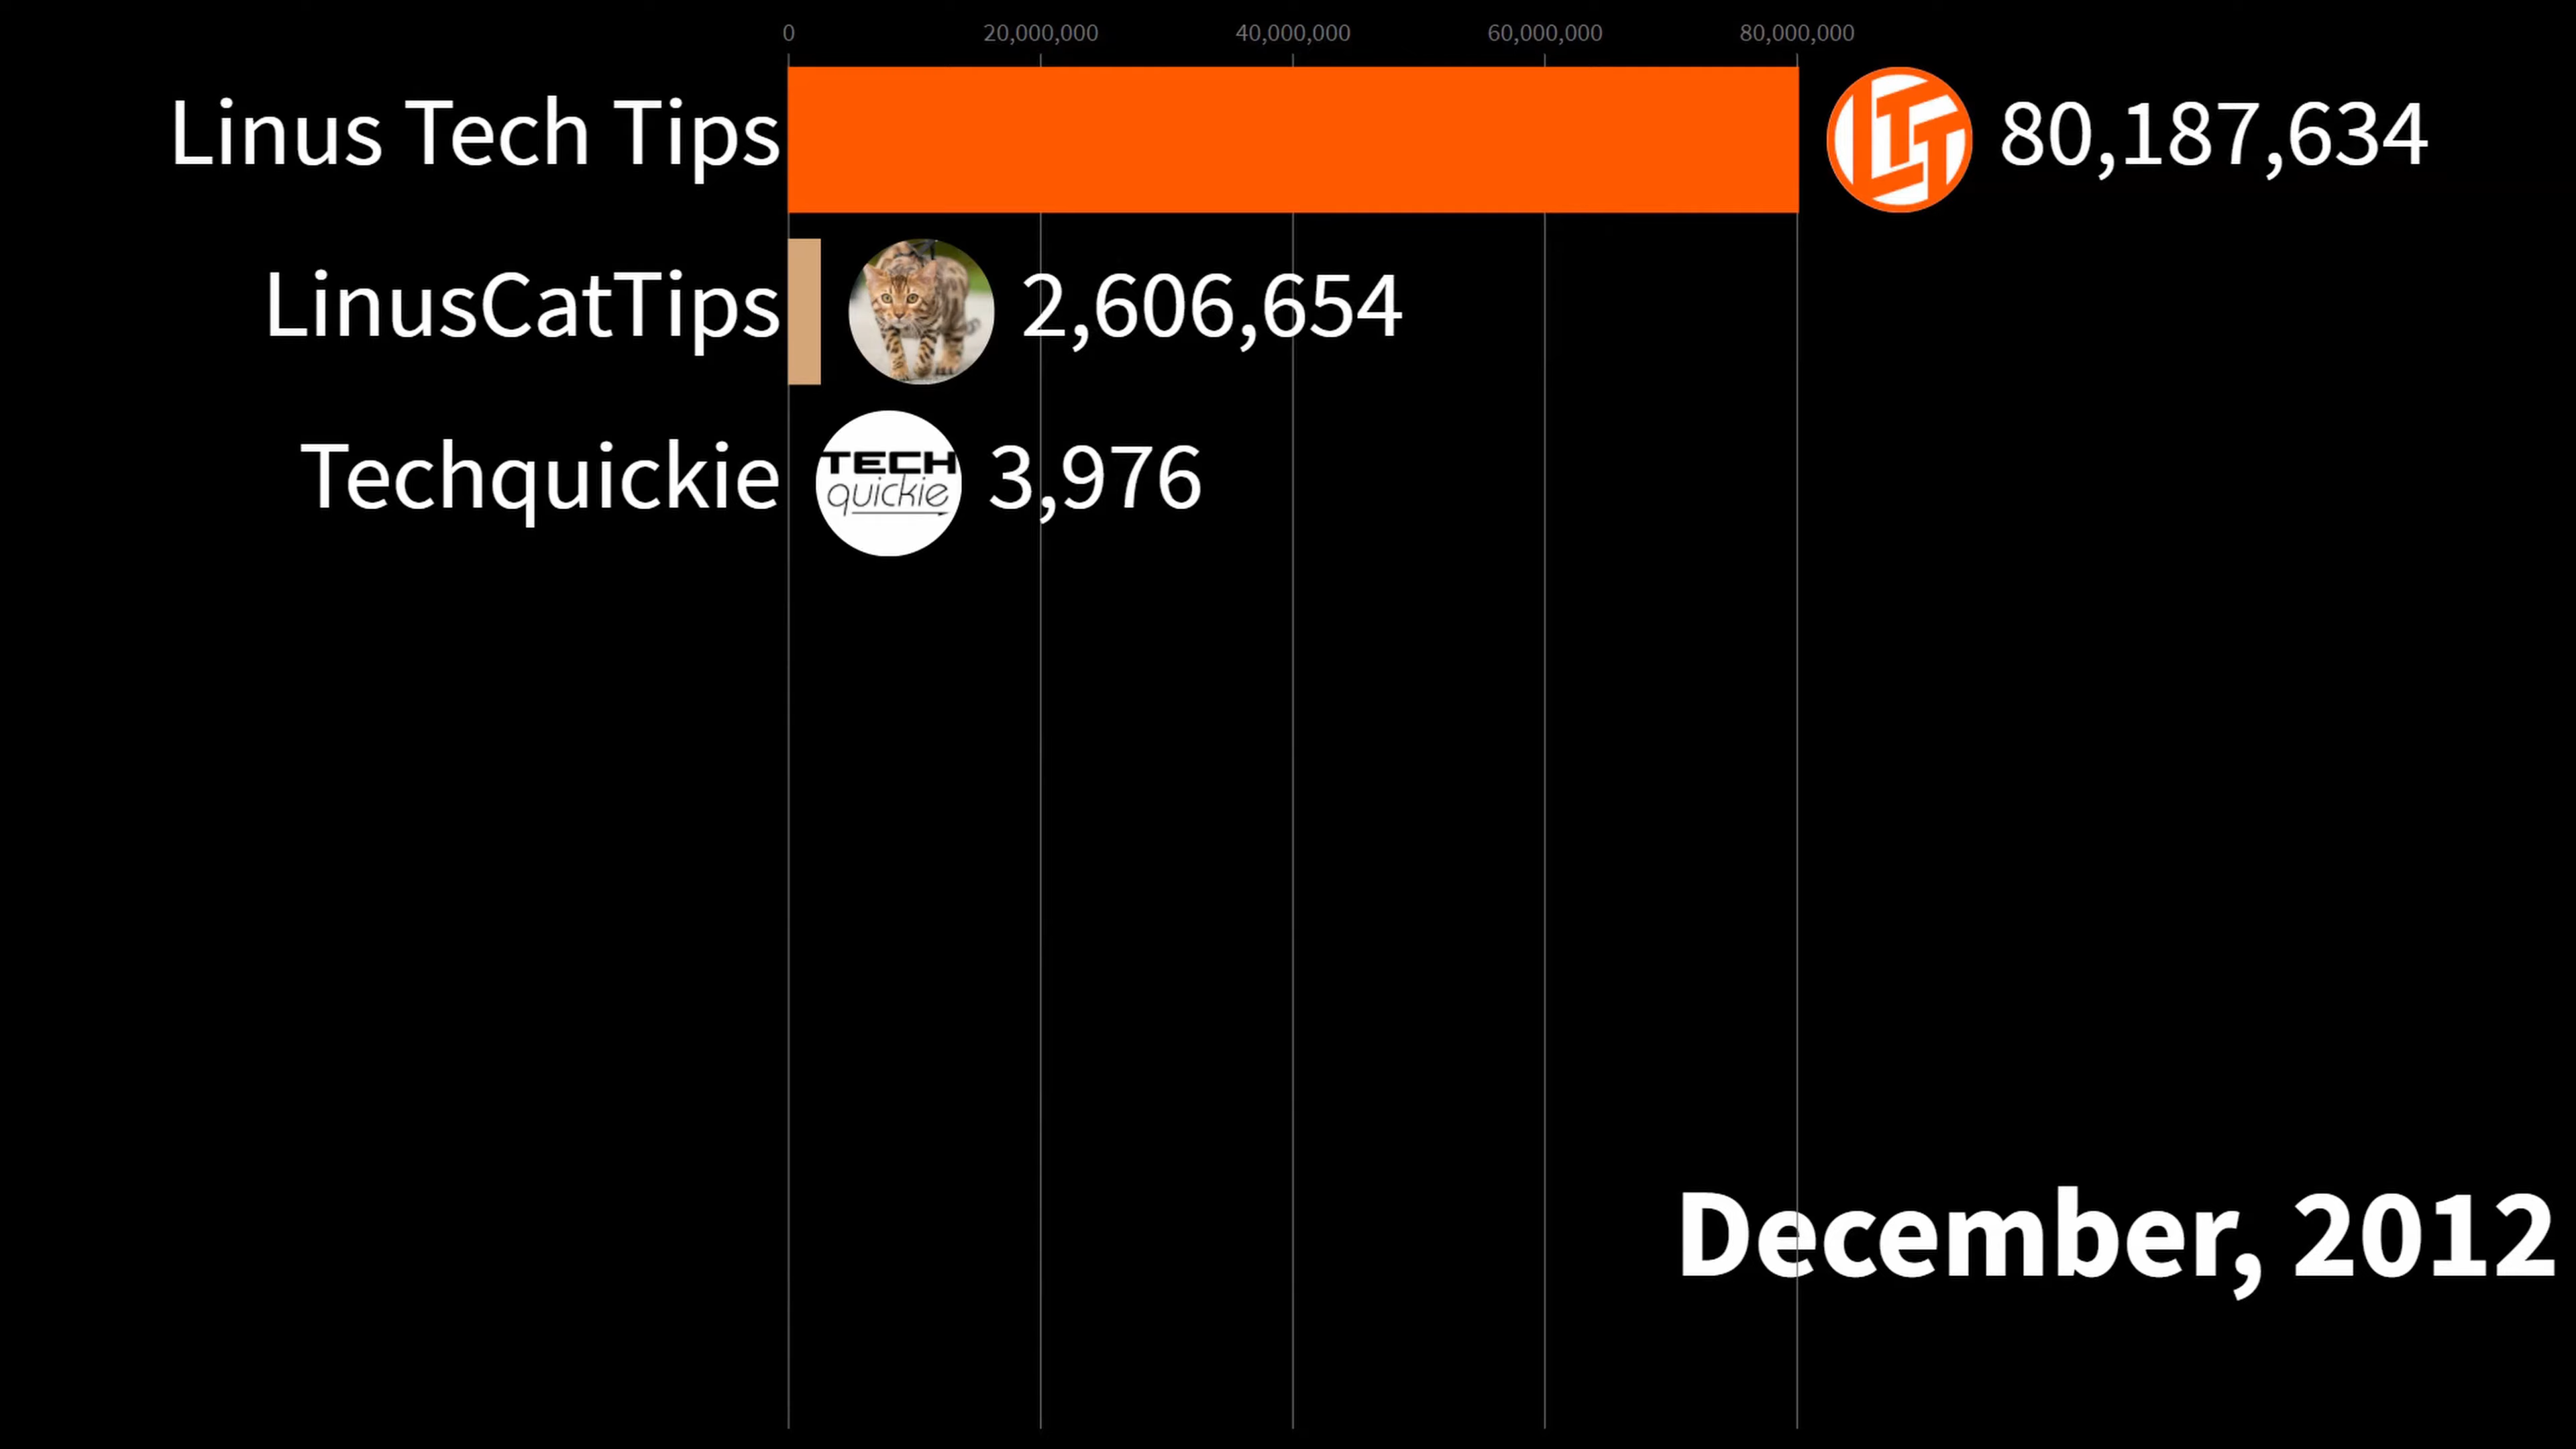 0 20,000,000 40,000,000 60,000,000 80,000,000
Linus Tech Tips LTT 80,187,634
LinusCatTips 2,606,654
Techquickie TECH quickie 3,976
December, 2012